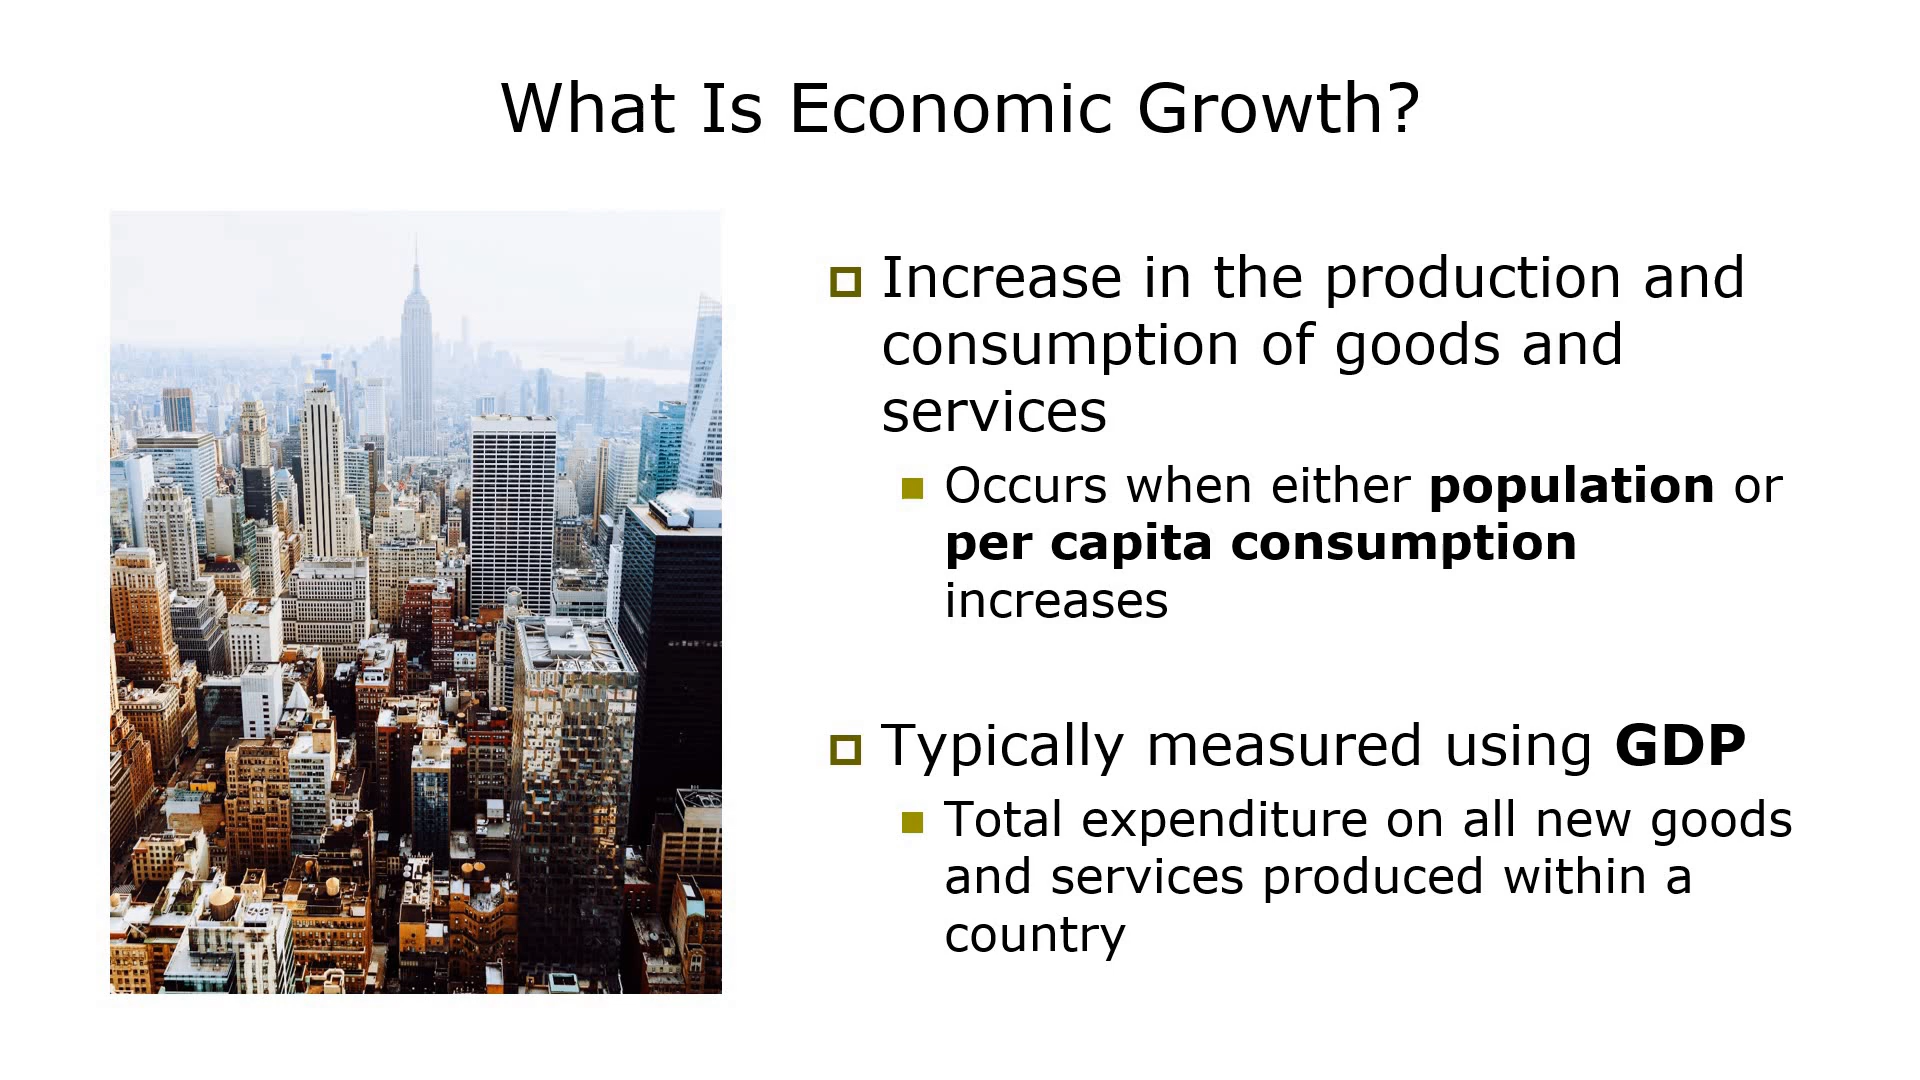 What Is Economic Growth?
Increase in the production and
consumption of goods and
services
Occurs when either population or
per capita consumption
increases
Typically measured using GDP
Total expenditure on all new goods
and services produced within a
country